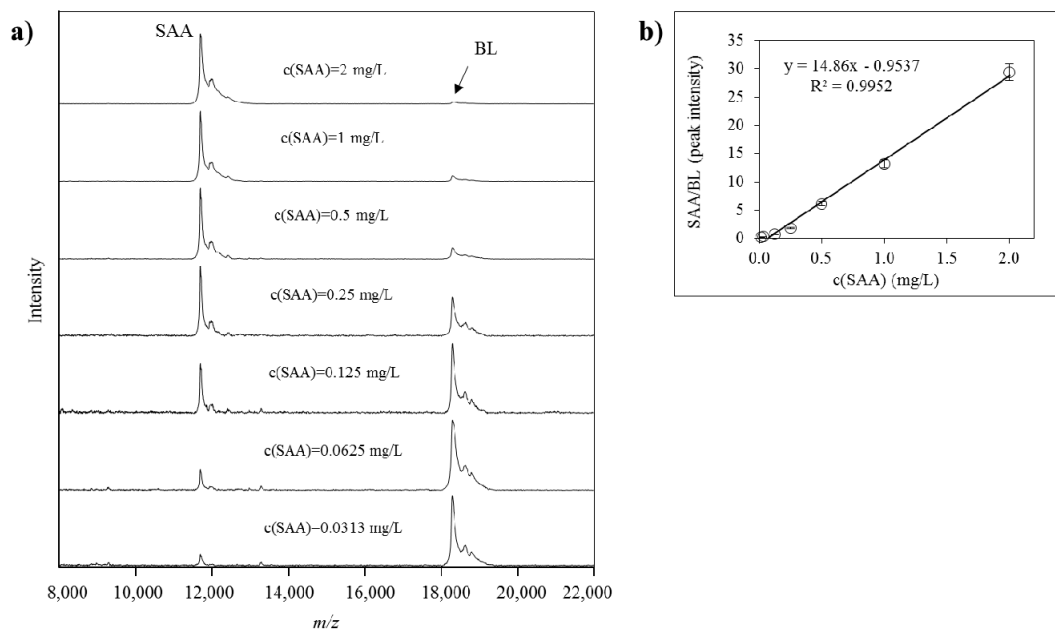 a)
SAA
BL
c(SAA)=2 mg/L
c(SAA)=1 mg/L
c(SAA)=0.5 mg/L
c(SAA)=0.25 mg/L
c(SAA)=0.125 mg/L
c(SAA)=0.0625 mg/L
c(SAA)=0.0313 mg/L
Intensity
8,000 10,000 12,000 14,000 16,000 18,000 20,000 22,000
m/z
b)
35
30
25
20
15
10
5
0
y = 14.86x - 0.9537
R² = 0.9952
SAA/BL (peak intensity)
0.0 0.5 1.0 1.5 2.0
c(SAA) (mg/L)